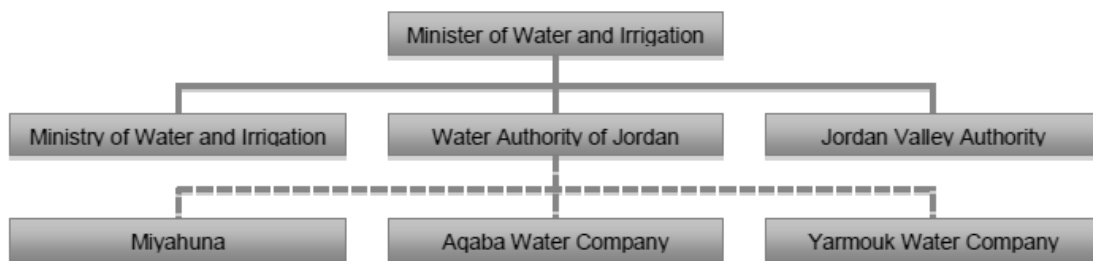 Minister of Water and Irrigation
Ministry of Water and Irrigation
Water Authority of Jordan
Jordan Valley Authority
Miyahuna
Aqaba Water Company
Yarmouk Water Company